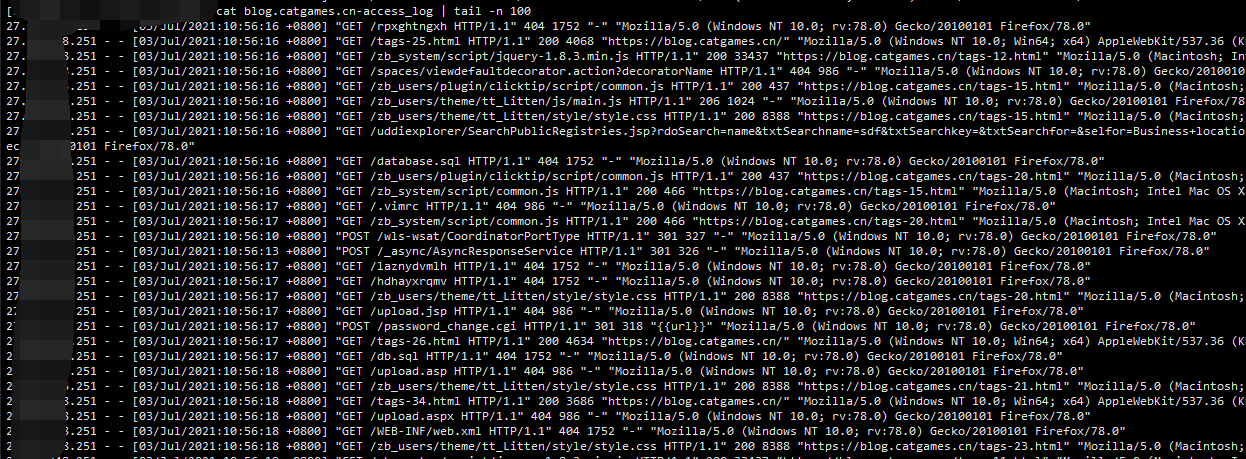 [ cat blog.catgames.cn-access_log | tail -n 100
27. - - [03/Jul/2021:10:56:16 +0800] "GET /rpxghtngxh HTTP/1.1" 404 1752 "-" "Mozilla/5.0 (Windows NT 10.0; rv:78.0) Gecko/20100101 Firefox/78.0"
27. 8.251 - - [03/Jul/2021:10:56:16 +0800] "GET /tags-25.html HTTP/1.1" 200 4068 "https://blog.catgames.cn/" "Mozilla/5.0 (Windows NT 10.0; Win64; x64) AppleWebKit/537.36 (K
27. 8.251 - - [03/Jul/2021:10:56:16 +0800] "GET /zb_system/script/jquery-1.8.3.min.js HTTP/1.1" 200 33437 "https://blog.catgames.cn/tags-12.html" "Mozilla/5.0 (Macintosh; In
27. .251 - - [03/Jul/2021:10:56:16 +0800] "GET /spaces/viewdefaultdecorator.action?decoratorName HTTP/1.1" 404 986 "-" "Mozilla/5.0 (Windows NT 10.0; rv:78.0) Gecko/2010010
27. .251 - - [03/Jul/2021:10:56:16 +0800] "GET /zb_users/plugin/clicktip/script/common.js HTTP/1.1" 200 437 "https://blog.catgames.cn/tags-15.html" "Mozilla/5.0 (Macintosh;
27. .251 - - [03/Jul/2021:10:56:16 +0800] "GET /zb_users/theme/tt_Litten/js/main.js HTTP/1.1" 206 1024 "-" "Mozilla/5.0 (Windows NT 10.0; rv:78.0) Gecko/20100101 Firefox/78
27. .251 - - [03/Jul/2021:10:56:16 +0800] "GET /zb_users/theme/tt_Litten/style/style.css HTTP/1.1" 200 8388 "https://blog.catgames.cn/tags-15.html" "Mozilla/5.0 (Macintosh;
27. .251 - - [03/Jul/2021:10:56:16 +0800] "GET /uddiexplorer/SearchPublicRegistries.jsp?rdoSearch=name&txtSearchname=sdf&txtSearchkey=&txtSearchfor=&selfor=Business+locatio
ec 0101 Firefox/78.0"
27 .251 - - [03/Jul/2021:10:56:16 +0800] "GET /database.sql HTTP/1.1" 404 1752 "-" "Mozilla/5.0 (Windows NT 10.0; rv:78.0) Gecko/20100101 Firefox/78.0"
27 .251 - - [03/Jul/2021:10:56:16 +0800] "GET /zb_users/plugin/clicktip/script/common.js HTTP/1.1" 200 437 "https://blog.catgames.cn/tags-20.html" "Mozilla/5.0 (Macintosh;
27 .251 - - [03/Jul/2021:10:56:16 +0800] "GET /zb_system/script/common.js HTTP/1.1" 200 466 "https://blog.catgames.cn/tags-15.html" "Mozilla/5.0 (Macintosh; Intel Mac OS X
27 .251 - - [03/Jul/2021:10:56:17 +0800] "GET /.vimrc HTTP/1.1" 404 986 "-" "Mozilla/5.0 (Windows NT 10.0; rv:78.0) Gecko/20100101 Firefox/78.0"
27 .251 - - [03/Jul/2021:10:56:17 +0800] "GET /zb_system/script/common.js HTTP/1.1" 200 466 "https://blog.catgames.cn/tags-20.html" "Mozilla/5.0 (Macintosh; Intel Mac OS X
27 .251 - - [03/Jul/2021:10:56:10 +0800] "POST /wls-wsat/CoordinatorPortType HTTP/1.1" 301 327 "-" "Mozilla/5.0 (Windows NT 10.0; rv:78.0) Gecko/20100101 Firefox/78.0"
27 .251 - - [03/Jul/2021:10:56:13 +0800] "POST /_async/AsyncResponseService HTTP/1.1" 301 326 "-" "Mozilla/5.0 (Windows NT 10.0; rv:78.0) Gecko/20100101 Firefox/78.0"
27 .251 - - [03/Jul/2021:10:56:17 +0800] "GET /laznydvmlh HTTP/1.1" 404 1752 "-" "Mozilla/5.0 (Windows NT 10.0; rv:78.0) Gecko/20100101 Firefox/78.0"
2 .251 - - [03/Jul/2021:10:56:17 +0800] "GET /hdhayxrqmv HTTP/1.1" 404 1752 "-" "Mozilla/5.0 (Windows NT 10.0; rv:78.0) Gecko/20100101 Firefox/78.0"
2 .251 - - [03/Jul/2021:10:56:17 +0800] "GET /zb_users/theme/tt_Litten/style/style.css HTTP/1.1" 200 8388 "https://blog.catgames.cn/tags-20.html" "Mozilla/5.0 (Macintosh;
2 .251 - - [03/Jul/2021:10:56:17 +0800] "GET /upload.jsp HTTP/1.1" 404 986 "-" "Mozilla/5.0 (Windows NT 10.0; rv:78.0) Gecko/20100101 Firefox/78.0"
2 .251 - - [03/Jul/2021:10:56:17 +0800] "POST /password_change.cgi HTTP/1.1" 301 318 "{{url}}" "Mozilla/5.0 (Windows NT 10.0; rv:78.0) Gecko/20100101 Firefox/78.0"
2 .251 - - [03/Jul/2021:10:56:17 +0800] "GET /tags-26.html HTTP/1.1" 200 4634 "https://blog.catgames.cn/" "Mozilla/5.0 (Windows NT 10.0; Win64; x64) AppleWebKit/537.36 (K
2 .251 - - [03/Jul/2021:10:56:18 +0800] "GET /db.sql HTTP/1.1" 404 1752 "-" "Mozilla/5.0 (Windows NT 10.0; rv:78.0) Gecko/20100101 Firefox/78.0"
2 .251 - - [03/Jul/2021:10:56:18 +0800] "GET /upload.asp HTTP/1.1" 404 986 "-" "Mozilla/5.0 (Windows NT 10.0; rv:78.0) Gecko/20100101 Firefox/78.0"
2 8.251 - - [03/Jul/2021:10:56:18 +0800] "GET /zb_users/theme/tt_Litten/style/style.css HTTP/1.1" 200 8388 "https://blog.catgames.cn/tags-21.html" "Mozilla/5.0 (Macintosh;
2 8.251 - - [03/Jul/2021:10:56:18 +0800] "GET /tags-34.html HTTP/1.1" 200 3686 "https://blog.catgames.cn/" "Mozilla/5.0 (Windows NT 10.0; Win64; x64) AppleWebKit/537.36 (K
2 8.251 - - [03/Jul/2021:10:56:18 +0800] "GET /upload.aspx HTTP/1.1" 404 986 "-" "Mozilla/5.0 (Windows NT 10.0; rv:78.0) Gecko/20100101 Firefox/78.0"
2 8.251 - - [03/Jul/2021:10:56:18 +0800] "GET /WEB-INF/web.xml HTTP/1.1" 404 1752 "-" "Mozilla/5.0 (Windows NT 10.0; rv:78.0) Gecko/20100101 Firefox/78.0"
2 8.251 - - [03/Jul/2021:10:56:18 +0800] "GET /zb_users/theme/tt_Litten/style/style.css HTTP/1.1" 200 8388 "https://blog.catgames.cn/tags-23.html" "Mozilla/5.0 (Macintosh;